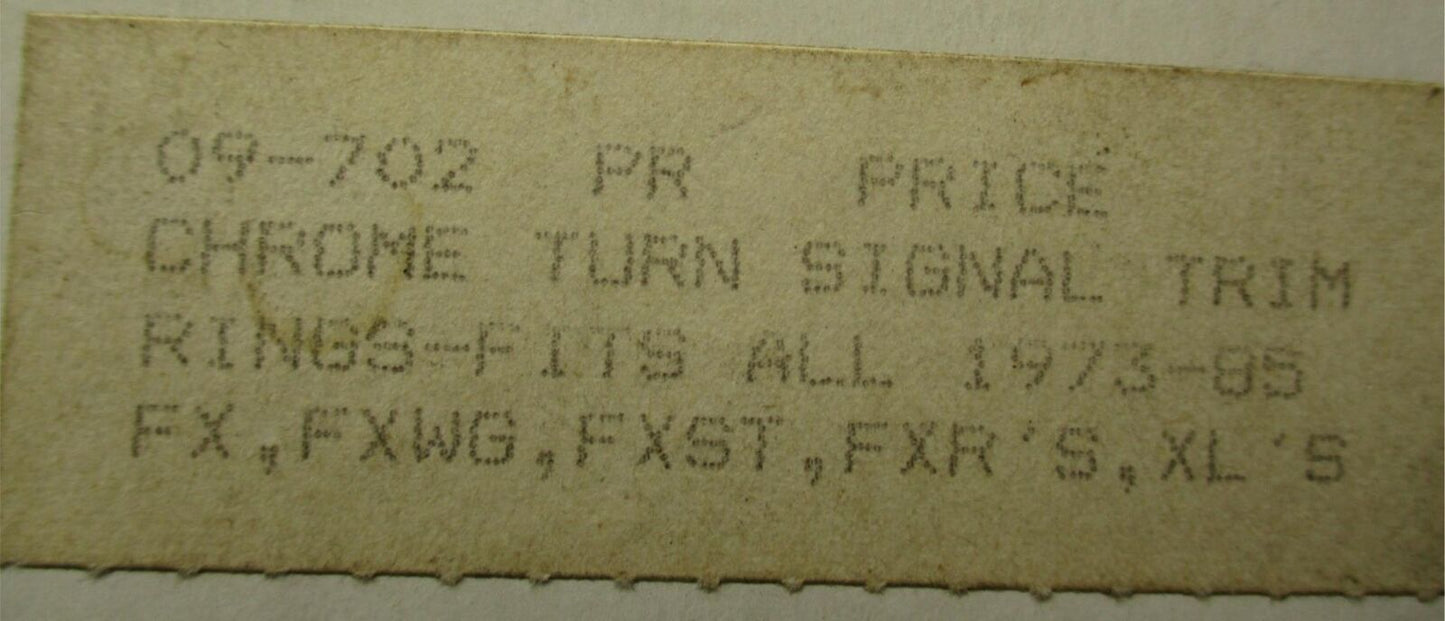 09-702 PR PRICE
CHROME TURN SIGNAL TRIM
RINGS-FITS ALL 1973-85
FX,FXWG,FXST,FXR'S,XL'S